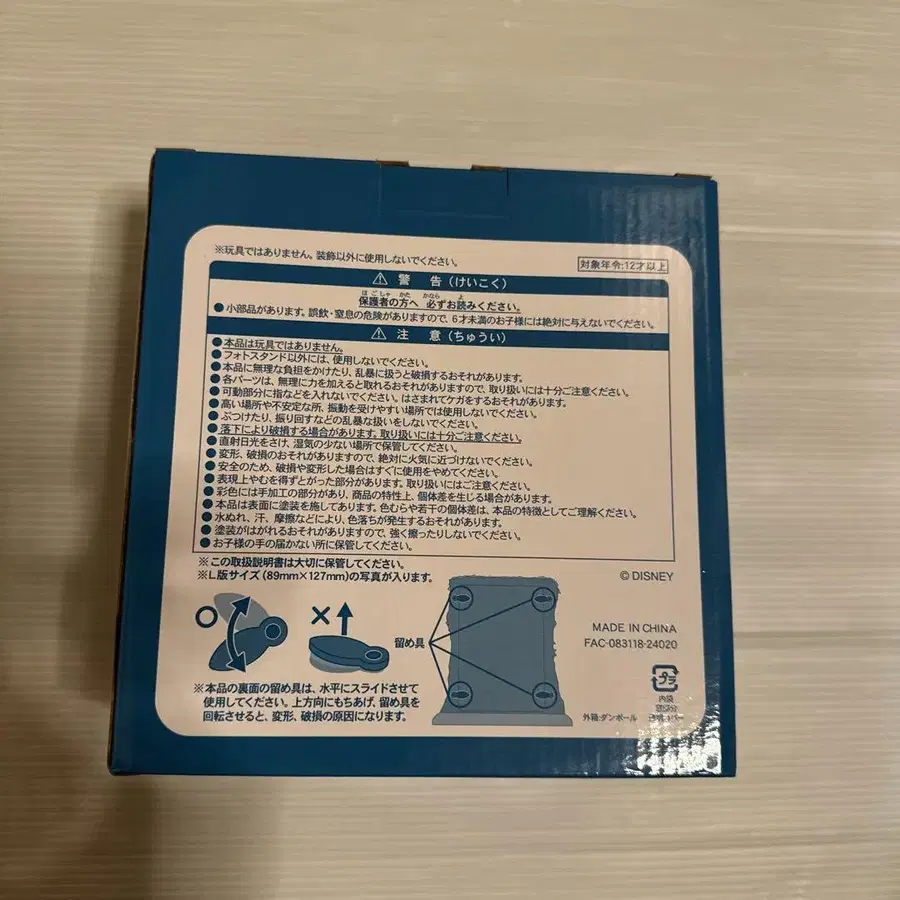 ※玩具ではありません。装飾以外に使用しないでください。
対象年令:12才以上
⚠ 警 告(けいこく)
ほごしゃ かた かなら よ
保護者の方へ 必ずお読みください。
●小部品があります。誤飲・窒息の危険がありますので、6才未満のお子様には絶対に与えないでください。
⚠ 注 意(ちゅうい)
●本品は玩具ではありません。
●フォトスタンド以外には、使用しないでください。
●本品に無理な負担をかけたり、乱暴に扱うと破損するおそれがあります。
●各パーツは、無理に力を加えると取れるおそれがありますので、取り扱いには十分ご注意ください。
●可動部分に指などを入れないでください。はさまれてケガをするおそれがあります。
●高い場所や不安定な所、振動を受けやすい場所では使用しないでください。
●ぶつけたり、振り回すなどの乱暴な扱いをしないでください。
●落下により破損する場合があります。取り扱いには十分ご注意ください。
●直射日光をさけ、湿気の少ない場所で保管してください。
●変形、破損のおそれがありますので、絶対に火気に近づけないでください。
●安全のため、破損や変形した場合はすぐに使用をやめてください。
●表現上やむを得ずとがった部分があります。取り扱いにはご注意ください。
●彩色には手加工の部分があり、商品の特性上、個体差を生じる場合があります。
●本品は表面に塗装を施してあります。色むらや若干の個体差は、本品の特徴としてご理解ください。
●水ぬれ、汗、摩擦などにより、色落ちが発生するおそれがあります。
●塗装がはがれるおそれがありますので、強く擦ったりしないでください。
●お子様の手の届かない所に保管してください。
※この取扱説明書は大切に保管してください。
※L版サイズ(89mm×127mm)の写真が入ります。
© DISNEY
留め具
MADE IN CHINA
FAC-083118-24020
※本品の裏面の留め具は、水平にスライドさせて
使用してください。上方向にもちあげ、留め具を
回転させると、変形、破損の原因になります。
プラ
内袋
外箱:ダンボール